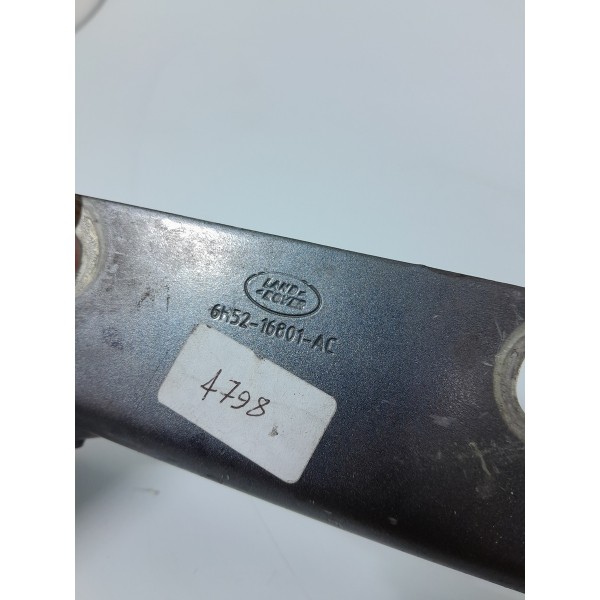 LAND-
ROVER
6H52-16801-AC
4798